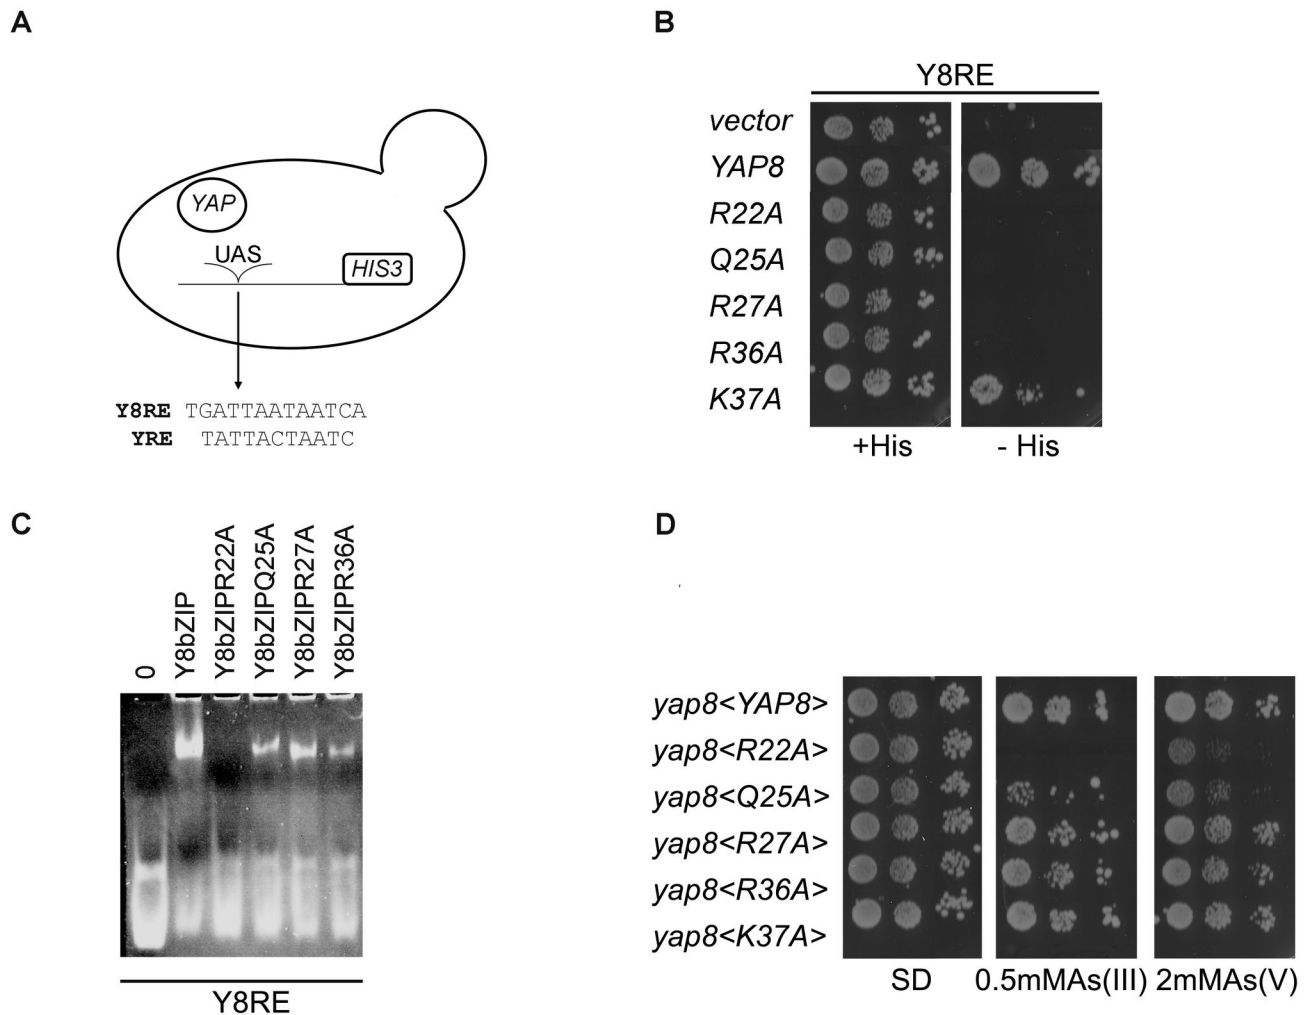 A
YAP
UAS
HIS3
Y8RE TGATTAATAATCA
YRE TATTACTAATC
B
Y8RE
vector
YAP8
R22A
Q25A
R27A
R36A
K37A
+His - His
C
0
Y8bZIP
Y8bZIPR22A
Y8bZIPQ25A
Y8bZIPR27A
Y8bZIPR36A
Y8RE
D
yap8<YAP8>
yap8<R22A>
yap8<Q25A>
yap8<R27A>
yap8<R36A>
yap8<K37A>
SD 0.5mMAs(III) 2mMAs(V)